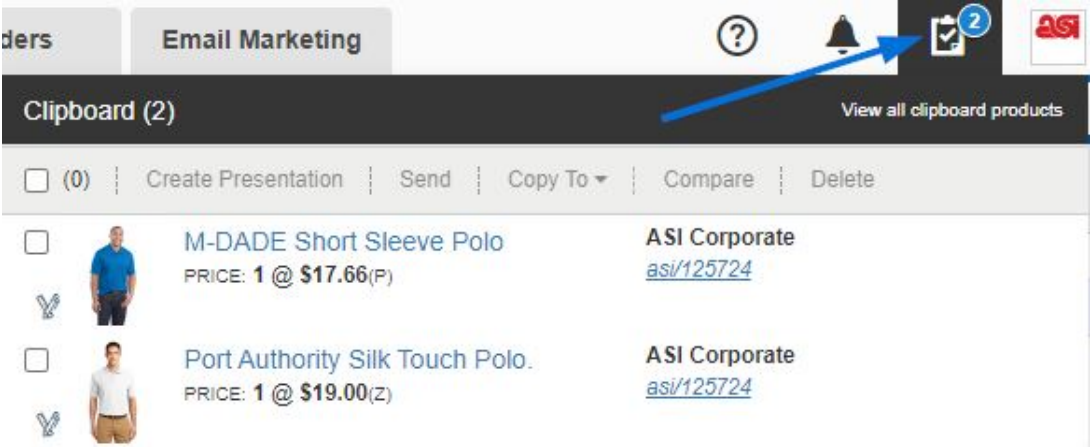 ders
Email Marketing
?
2
asi
Clipboard (2)
View all clipboard products
(0)
Create Presentation
Send
Copy To
Compare
Delete
M-DADE Short Sleeve Polo
PRICE: 1 @ $17.66(P)
ASI Corporate
asi/125724
Port Authority Silk Touch Polo.
PRICE: 1 @ $19.00(Z)
ASI Corporate
asi/125724